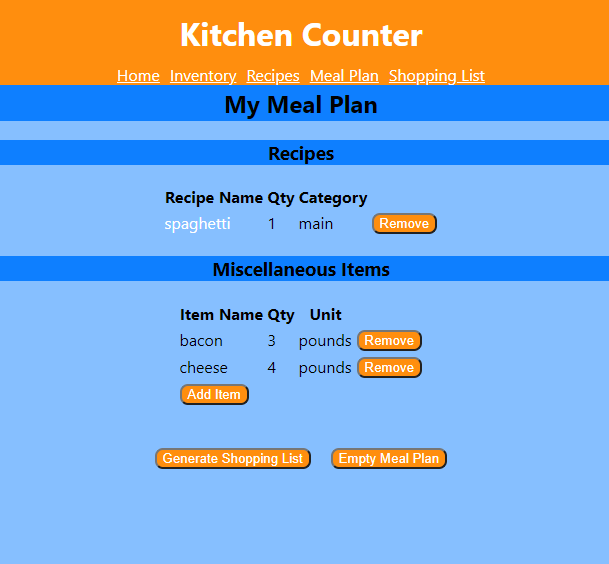 Kitchen Counter
Home Inventory Recipes Meal Plan Shopping List
My Meal Plan
Recipes
Recipe Name Qty Category
spaghetti 1 main Remove
Miscellaneous Items
Item Name Qty Unit
bacon 3 pounds Remove
cheese 4 pounds Remove
Add Item
Generate Shopping List Empty Meal Plan